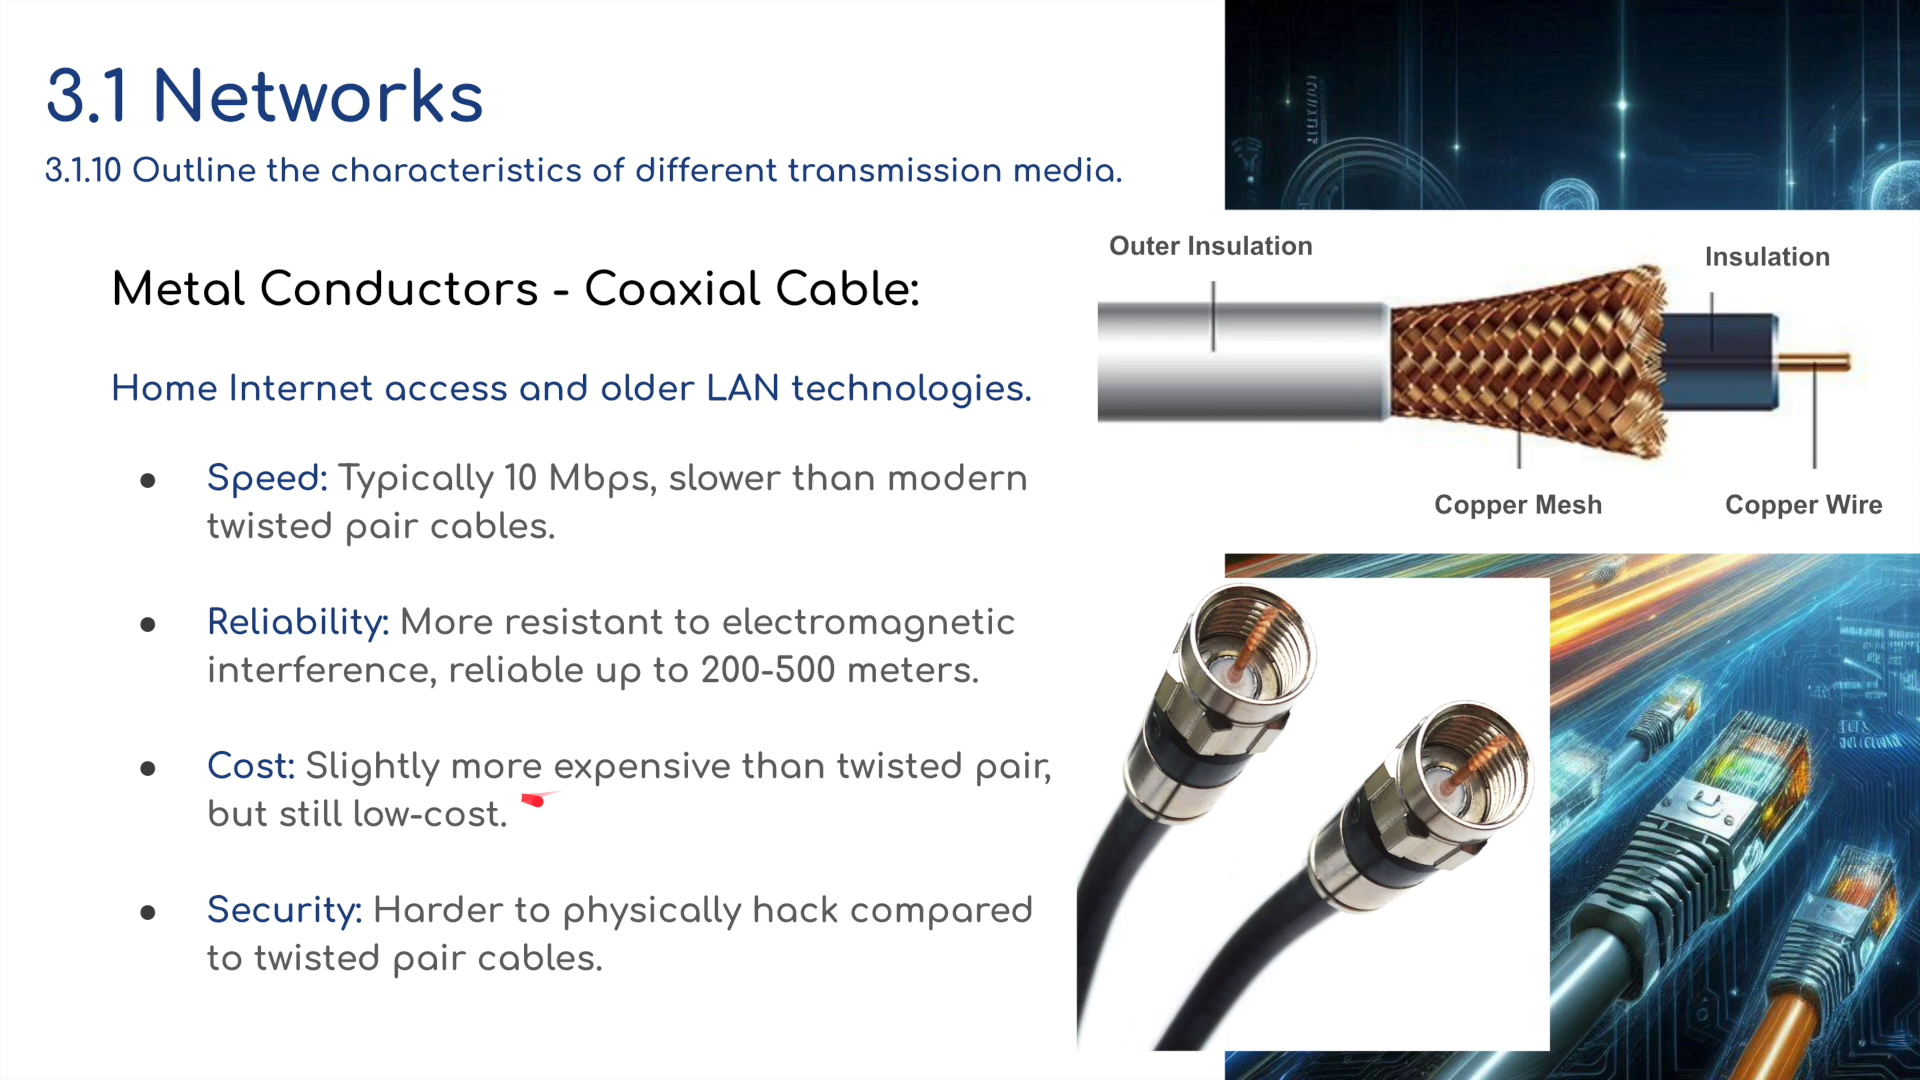 3.1 Networks
3.1.10 Outline the characteristics of different transmission media.
Metal Conductors - Coaxial Cable:
Home Internet access and older LAN technologies.
● Speed: Typically 10 Mbps, slower than modern
twisted pair cables.
● Reliability: More resistant to electromagnetic
interference, reliable up to 200-500 meters.
● Cost: Slightly more expensive than twisted pair,
but still low-cost.
● Security: Harder to physically hack compared
to twisted pair cables.
Outer Insulation
Insulation
Copper Mesh
Copper Wire